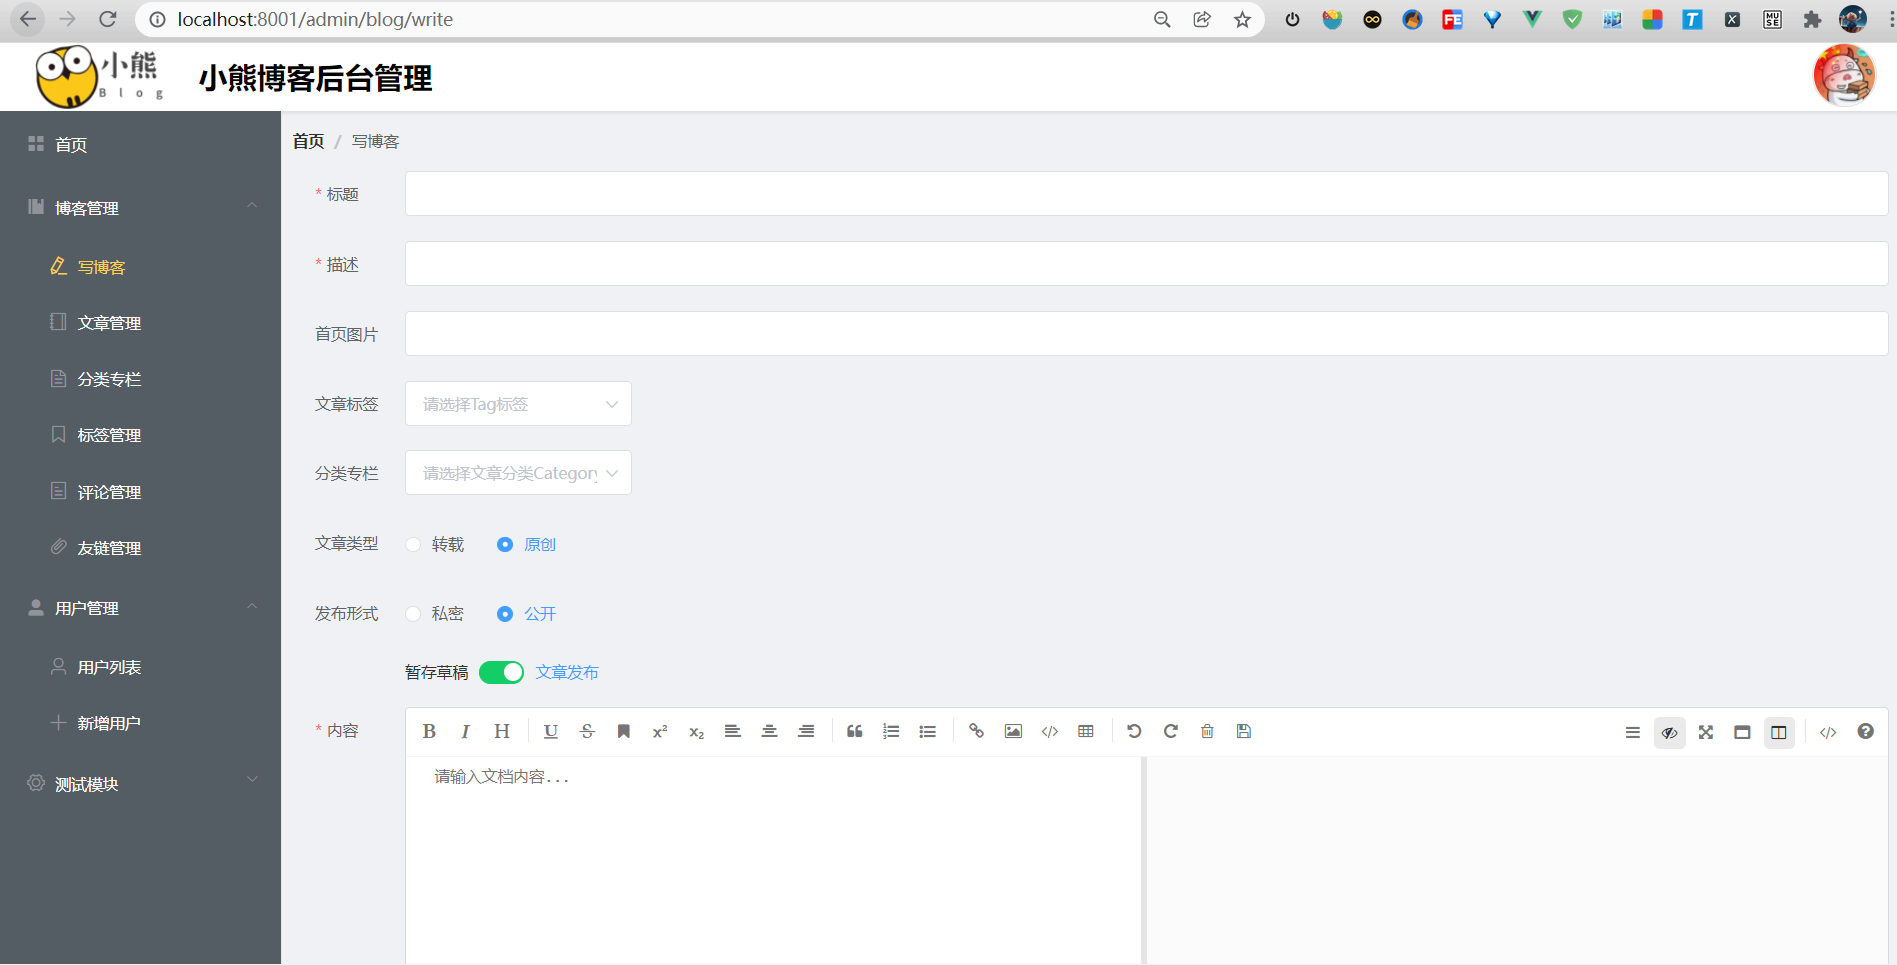 localhost:8001/admin/blog/write
小熊
Blog
小熊博客后台管理
首页
博客管理
写博客
文章管理
分类专栏
标签管理
评论管理
友链管理
用户管理
用户列表
新增用户
测试模块
首页 / 写博客
* 标题
* 描述
首页图片
文章标签 请选择Tag标签
分类专栏 请选择文章分类Category
文章类型 转载 原创
发布形式 私密 公开
暂存草稿 文章发布
* 内容
请输入文档内容...